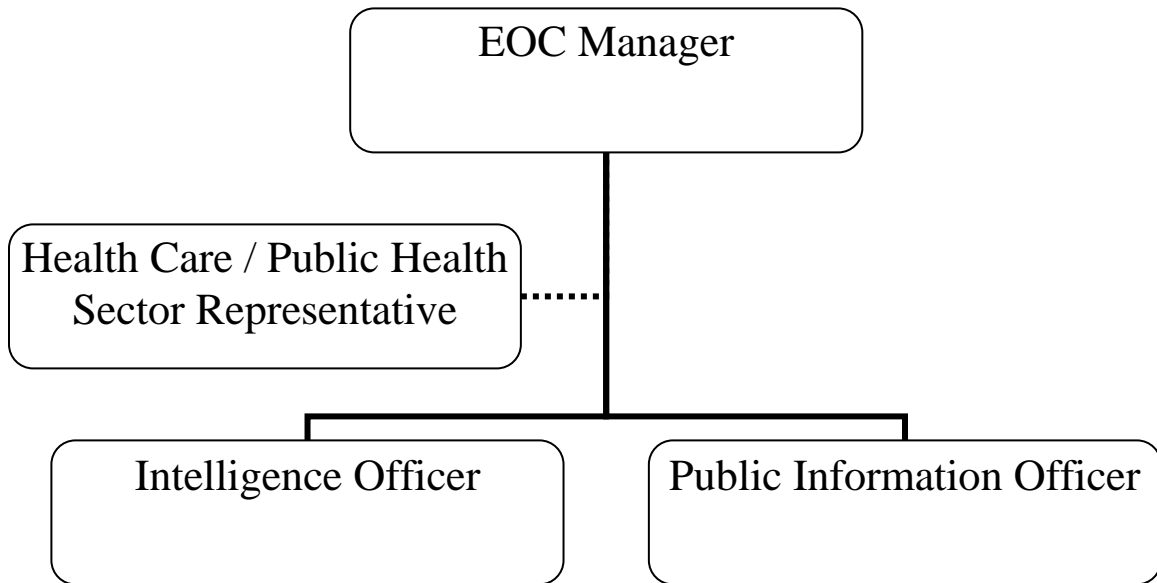 EOC Manager
Health Care / Public Health
Sector Representative
Intelligence Officer
Public Information Officer